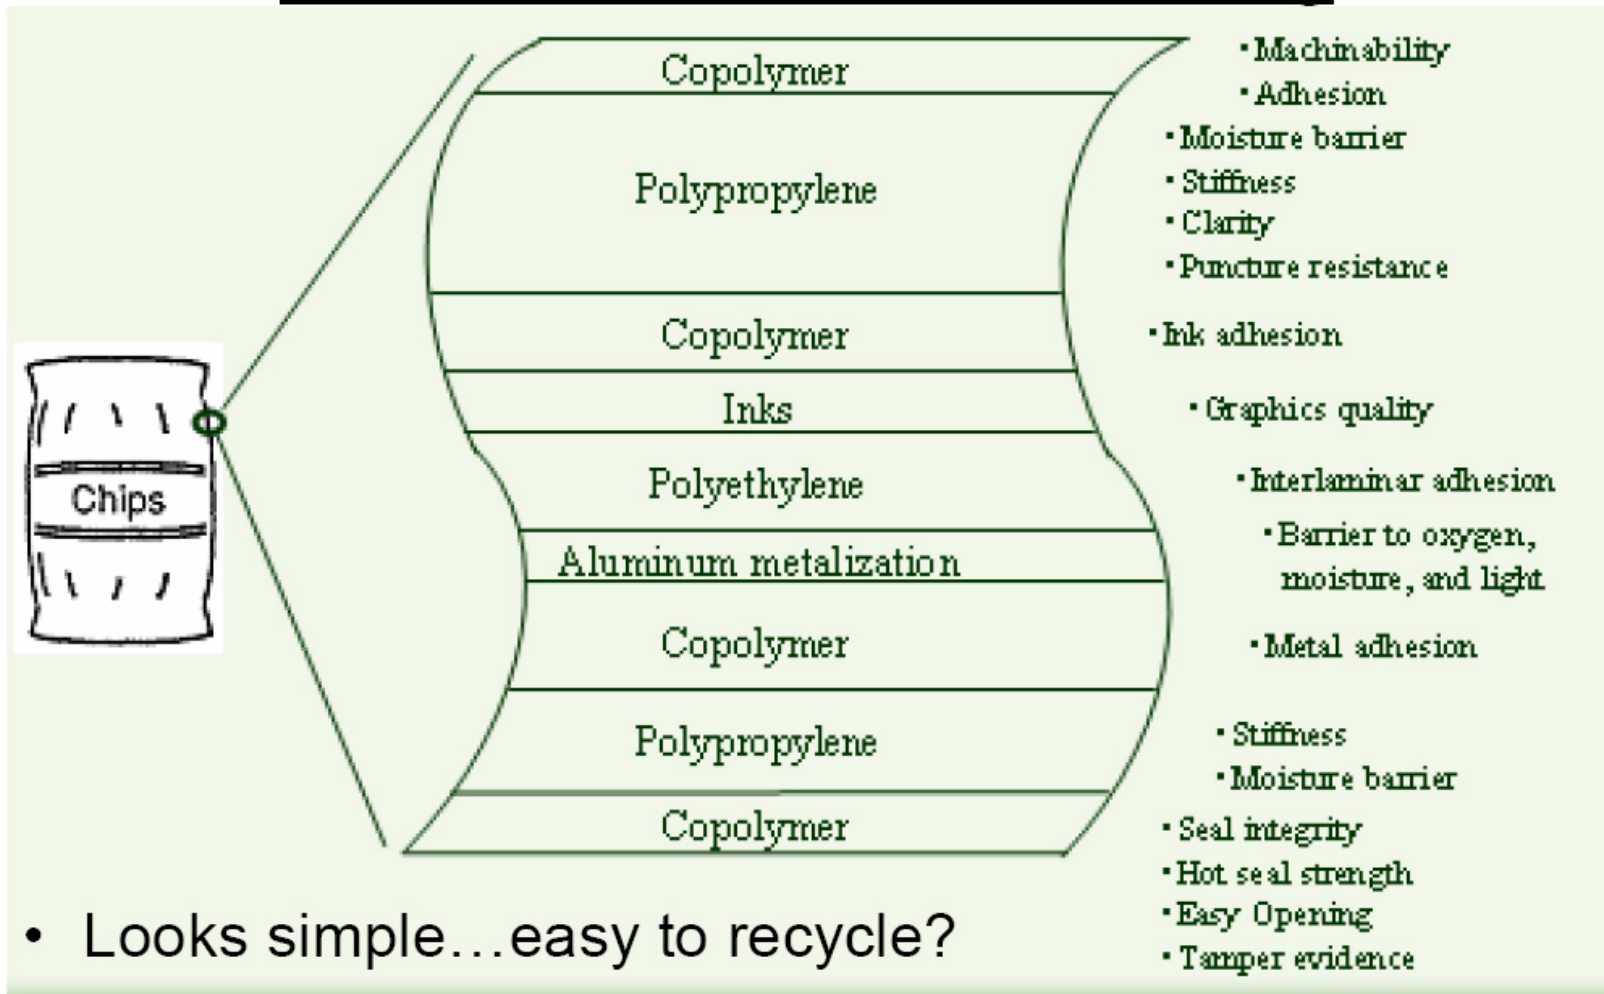 Copolymer
• Machinability
• Adhesion
Polypropylene
• Moisture barrier
• Stiffness
• Clarity
• Puncture resistance
Copolymer
• Ink adhesion
Inks
• Graphics quality
Polyethylene
• Interlaminar adhesion
Aluminum metalization
• Barrier to oxygen,
moisture, and light
Copolymer
• Metal adhesion
Polypropylene
• Stiffness
• Moisture barrier
Copolymer
• Seal integrity
• Hot seal strength
• Easy Opening
• Tamper evidence
Chips
• Looks simple...easy to recycle?